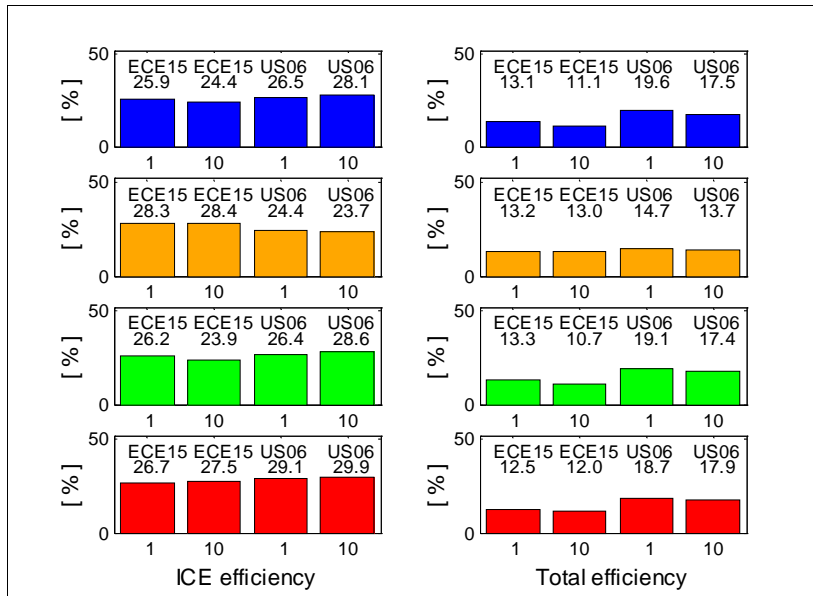 50
ECE15 ECE15 US06 US06
25.9 24.4 26.5 28.1
[ % ]
0
1 10 1 10
50
ECE15 ECE15 US06 US06
13.1 11.1 19.6 17.5
[ % ]
0
1 10 1 10
50
ECE15 ECE15 US06 US06
28.3 28.4 24.4 23.7
[ % ]
0
1 10 1 10
50
ECE15 ECE15 US06 US06
13.2 13.0 14.7 13.7
[ % ]
0
1 10 1 10
50
ECE15 ECE15 US06 US06
26.2 23.9 26.4 28.6
[ % ]
0
1 10 1 10
50
ECE15 ECE15 US06 US06
13.3 10.7 19.1 17.4
[ % ]
0
1 10 1 10
50
ECE15 ECE15 US06 US06
26.7 27.5 29.1 29.9
[ % ]
0
1 10 1 10
ICE efficiency
50
ECE15 ECE15 US06 US06
12.5 12.0 18.7 17.9
[ % ]
0
1 10 1 10
Total efficiency